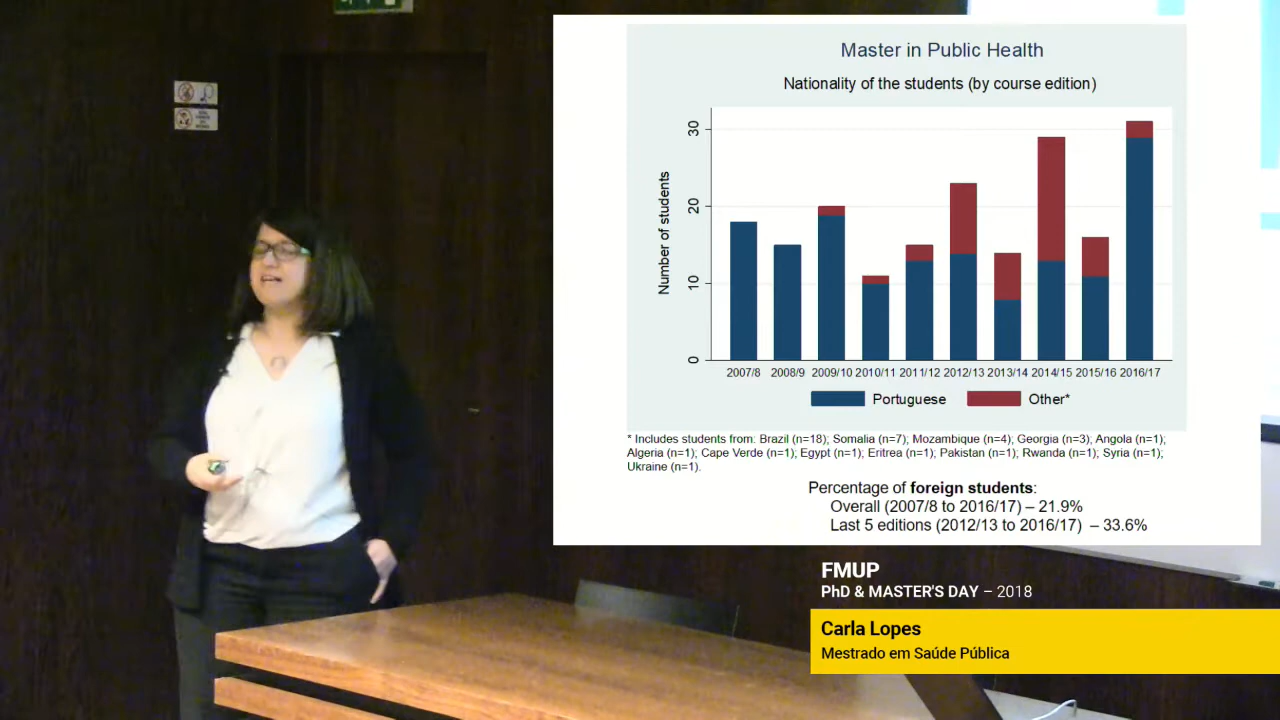 Master in Public Health
Nationality of the students (by course edition)
Number of students
30
20
10
0
2007/8 2008/9 2009/10 2010/11 2011/12 2012/13 2013/14 2014/15 2015/16 2016/17
Portuguese Other*
* Includes students from: Brazil (n=18); Somalia (n=7); Mozambique (n=4); Georgia (n=3); Angola (n=1);
Algeria (n=1); Cape Verde (n=1); Egypt (n=1); Eritrea (n=1); Pakistan (n=1); Rwanda (n=1); Syria (n=1);
Ukraine (n=1).
Percentage of foreign students:
Overall (2007/8 to 2016/17) – 21.9%
Last 5 editions (2012/13 to 2016/17) – 33.6%
FMUP
PhD & MASTER'S DAY – 2018
Carla Lopes
Mestrado em Saúde Pública